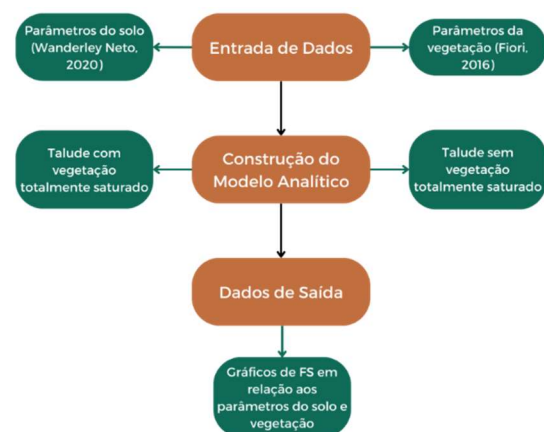 Parâmetros do solo
(Wanderley Neto,
2020)
Entrada de Dados
Parâmetros
da
vegetação (Fiori,
2016)
Talude com
vegetação
totalmente saturado
Construção do
Modelo Analítico
Talude sem
vegetação
totalmente saturado
Dados de Saída
Gráficos de FS em
relação aos
parâmetros do solo e
vegetação